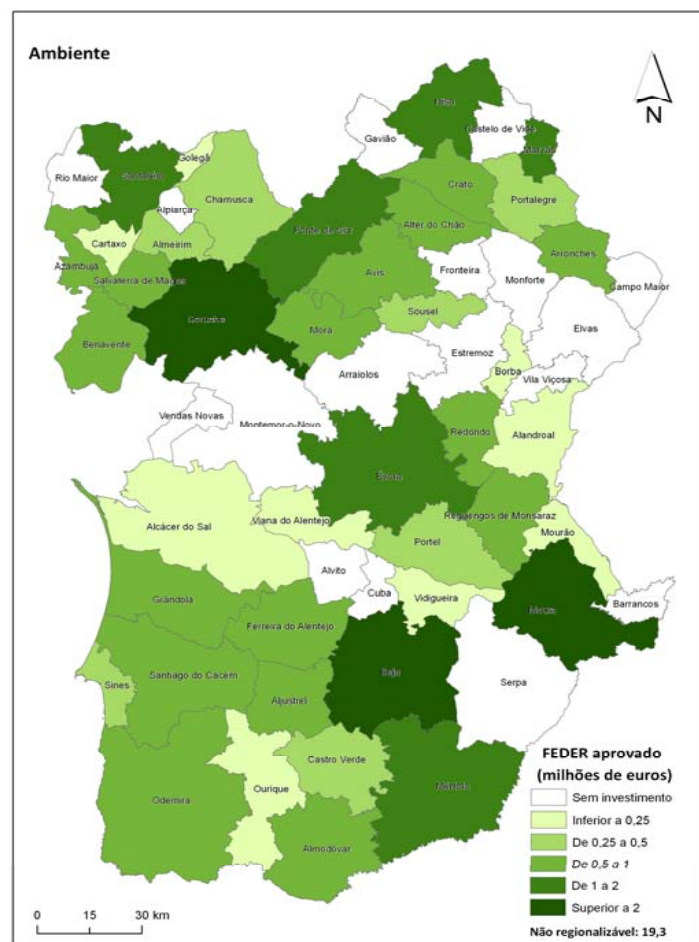 Ambiente
N
Nisa
Gavião
Castelo de Vide
Marvão
Golegã
Rio Maior
Santarém
Chamusca
Crato
Portalegre
Alpiarça
Ponte de Sor
Alter do Chão
Cartaxo
Almeirim
Arronches
Azambuja
Avis
Fronteira
Monforte
Campo Maior
Salvaterra de Magos
Coruche
Sousel
Mora
Elvas
Benavente
Estremoz
Borba
Arraiolos
Vila Viçosa
Vendas Novas
Montemor-o-Novo
Redondo
Alandroal
Évora
Reguengos de Monsaraz
Alcácer do Sal
Viana do Alentejo
Mourão
Portel
Alvito
Cuba
Vidigueira
Moura
Barrancos
Grândola
Ferreira do Alentejo
Beja
Serpa
Santiago do Cacém
Sines
Aljustrel
Castro Verde
Mértola
Odemira
Ourique
Almodôvar
FEDER aprovado
(milhões de euros)
Sem investimento
Inferior a 0,25
De 0,25 a 0,5
De 0,5 a 1
De 1 a 2
Superior a 2
Não regionalizável: 19,3
0 15 30 km